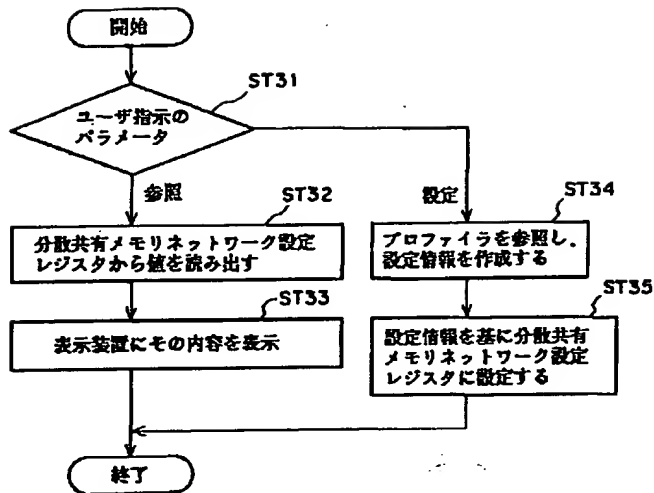 開始
ST31
ユーザ指示の
パラメータ
参照
設定
ST32
分散共有メモリネットワーク設定
レジスタから値を読み出す
ST33
表示装置にその内容を表示
ST34
プロファイラを参照し、
設定情報を作成する
ST35
設定情報を基に分散共有
メモリネットワーク設定
レジスタに設定する
終了